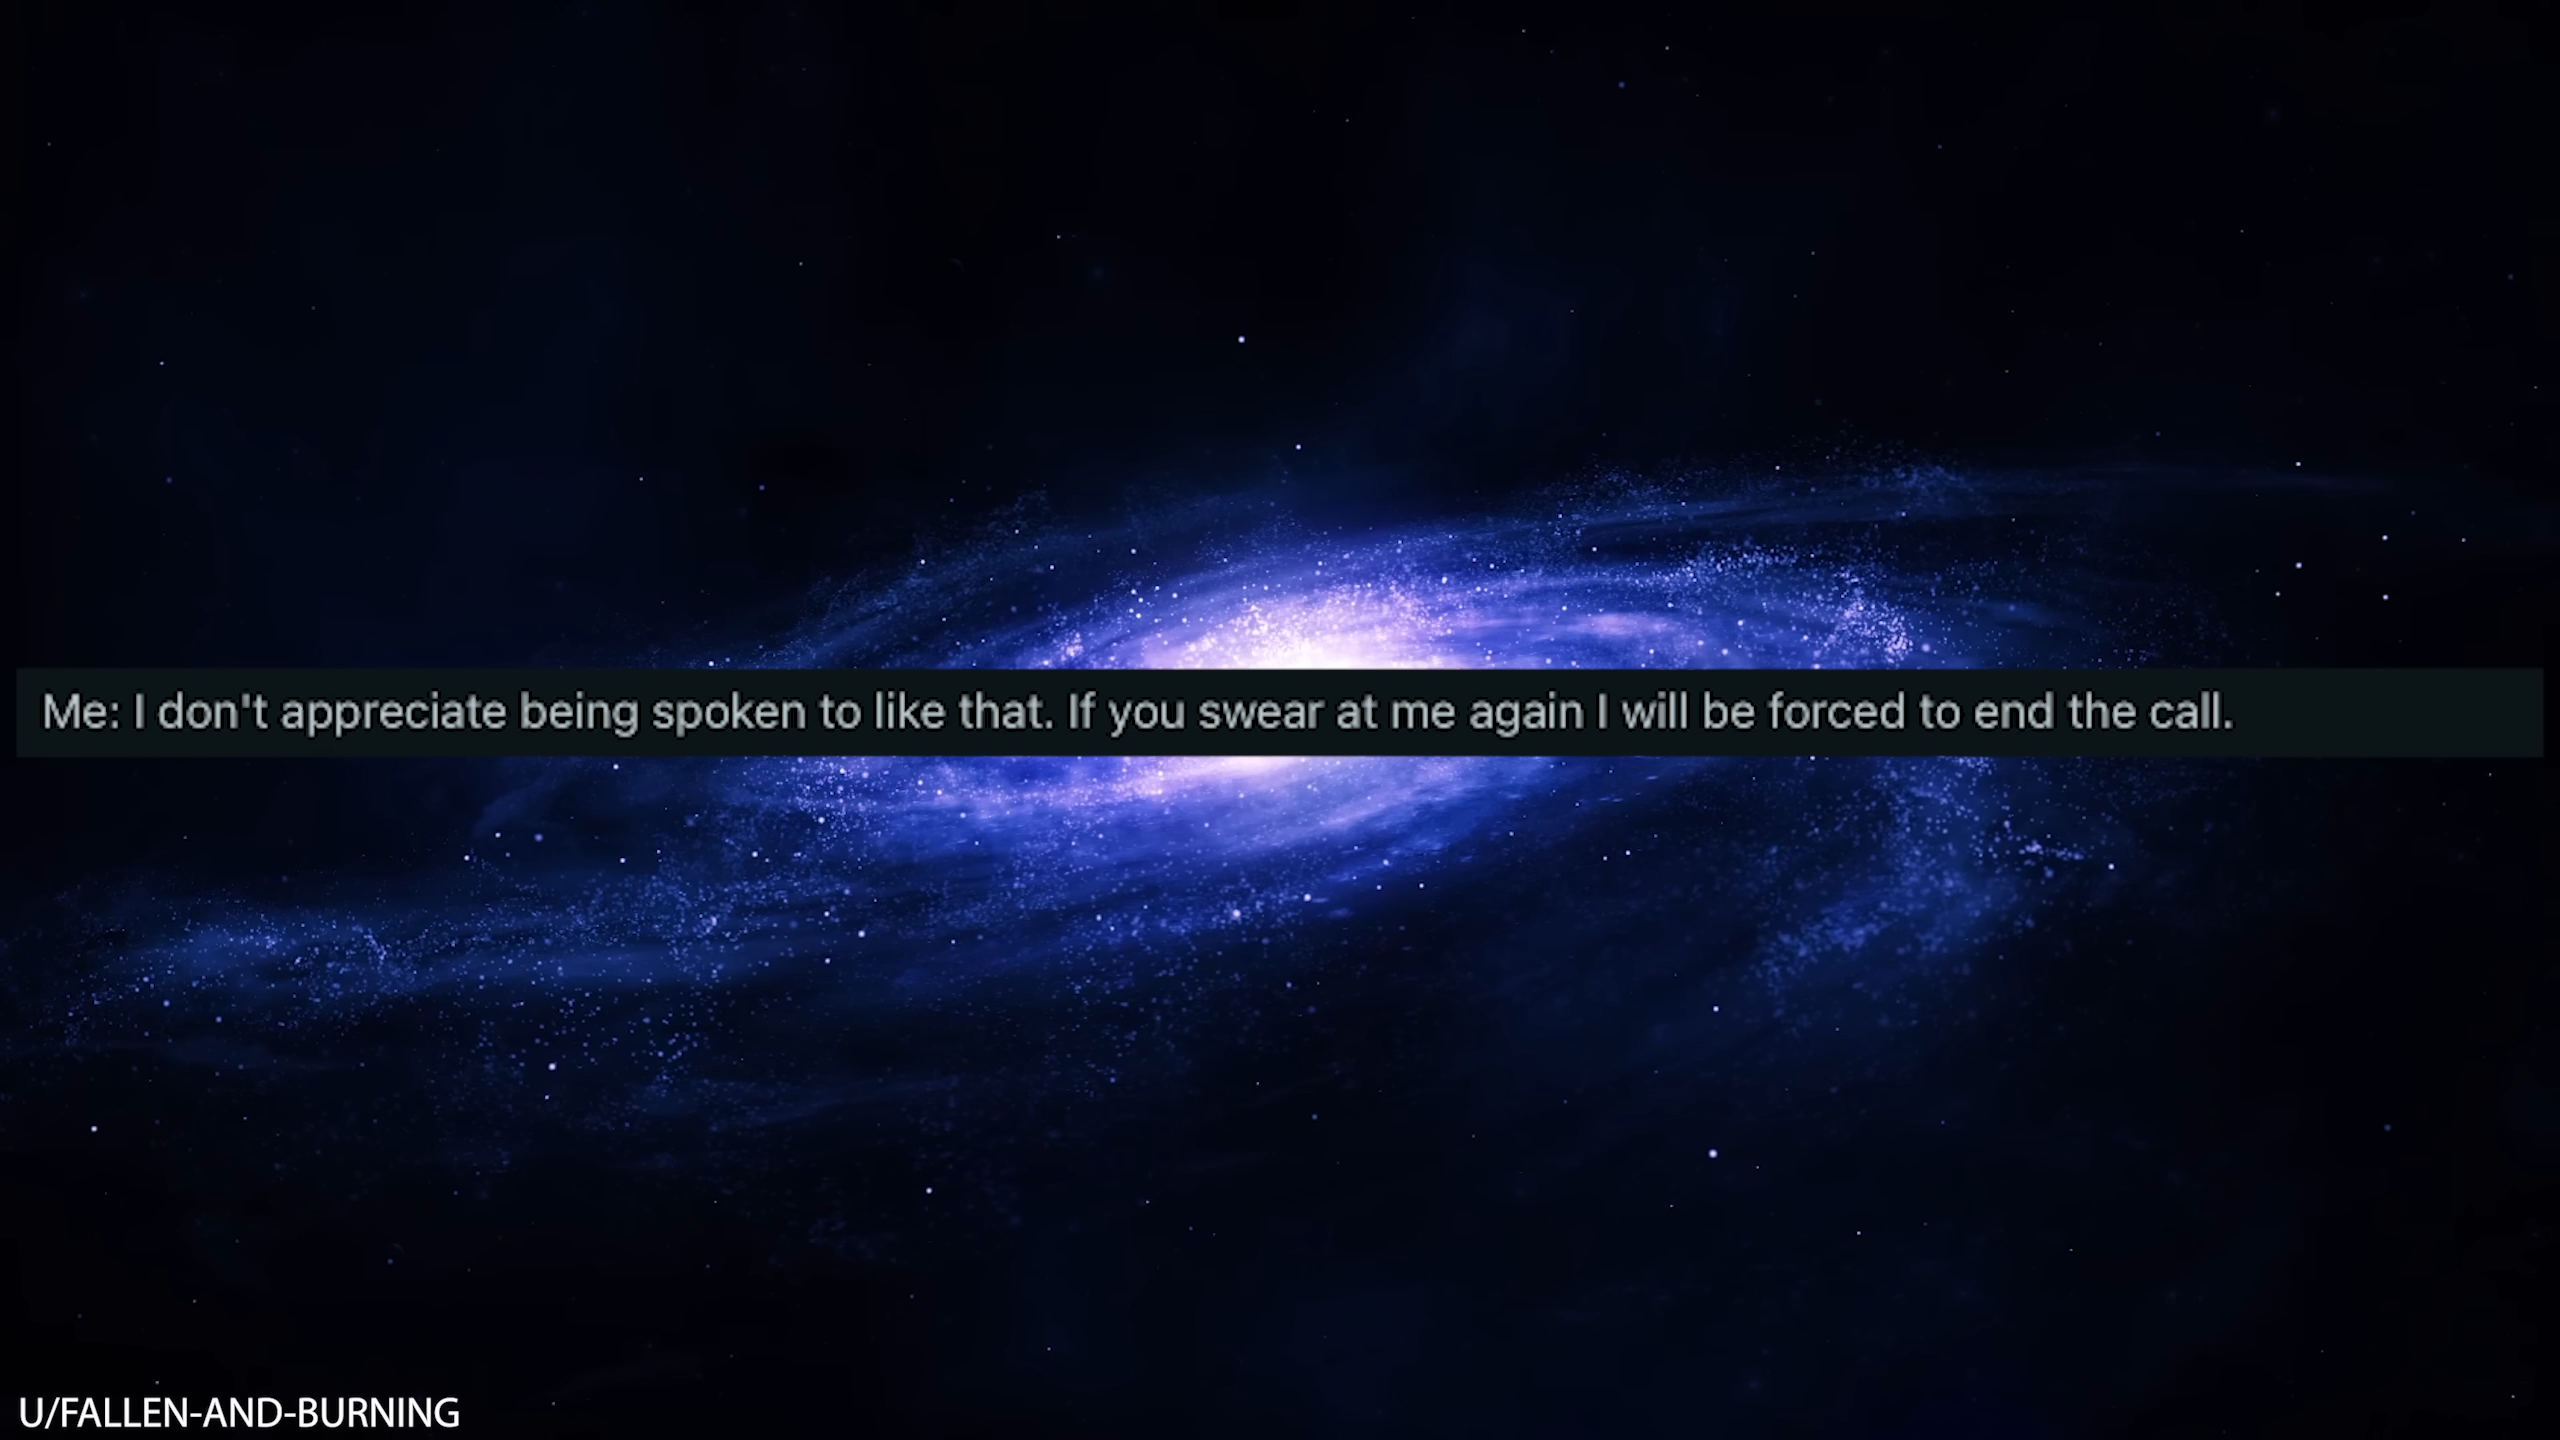 Me: I don't appreciate being spoken to like that. If you swear at me again I will be forced to end the call.
U/FALLEN-AND-BURNING